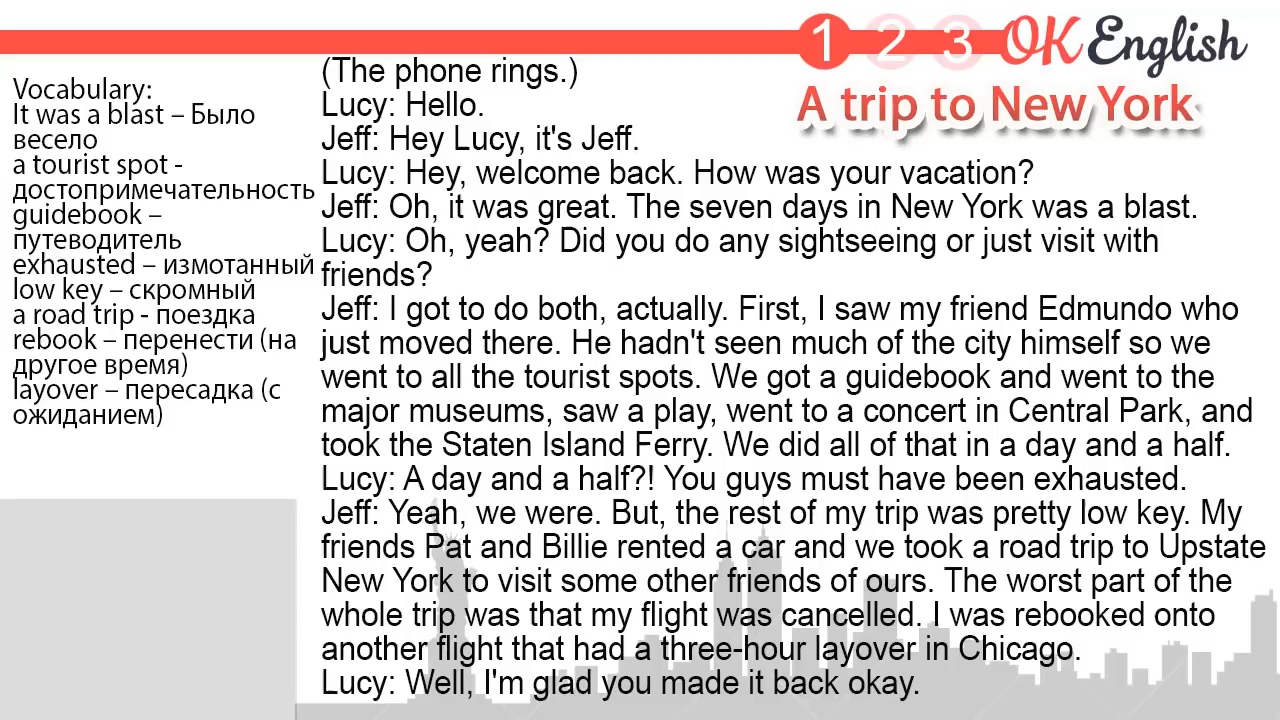 1 2 3 OK English
A trip to New York
Vocabulary:
It was a blast – Было
весело
a tourist spot -
достопримечательность
guidebook –
путеводитель
exhausted – измотанный
low key – скромный
a road trip - поездка
rebook – перенести (на
другое время)
layover – пересадка (с
ожиданием)
(The phone rings.)
Lucy: Hello.
Jeff: Hey Lucy, it's Jeff.
Lucy: Hey, welcome back. How was your vacation?
Jeff: Oh, it was great. The seven days in New York was a blast.
Lucy: Oh, yeah? Did you do any sightseeing or just visit with
friends?
Jeff: I got to do both, actually. First, I saw my friend Edmundo who
just moved there. He hadn't seen much of the city himself so we
went to all the tourist spots. We got a guidebook and went to the
major museums, saw a play, went to a concert in Central Park, and
took the Staten Island Ferry. We did all of that in a day and a half.
Lucy: A day and a half?! You guys must have been exhausted.
Jeff: Yeah, we were. But, the rest of my trip was pretty low key. My
friends Pat and Billie rented a car and we took a road trip to Upstate
New York to visit some other friends of ours. The worst part of the
whole trip was that my flight was cancelled. I was rebooked onto
another flight that had a three-hour layover in Chicago.
Lucy: Well, I'm glad you made it back okay.